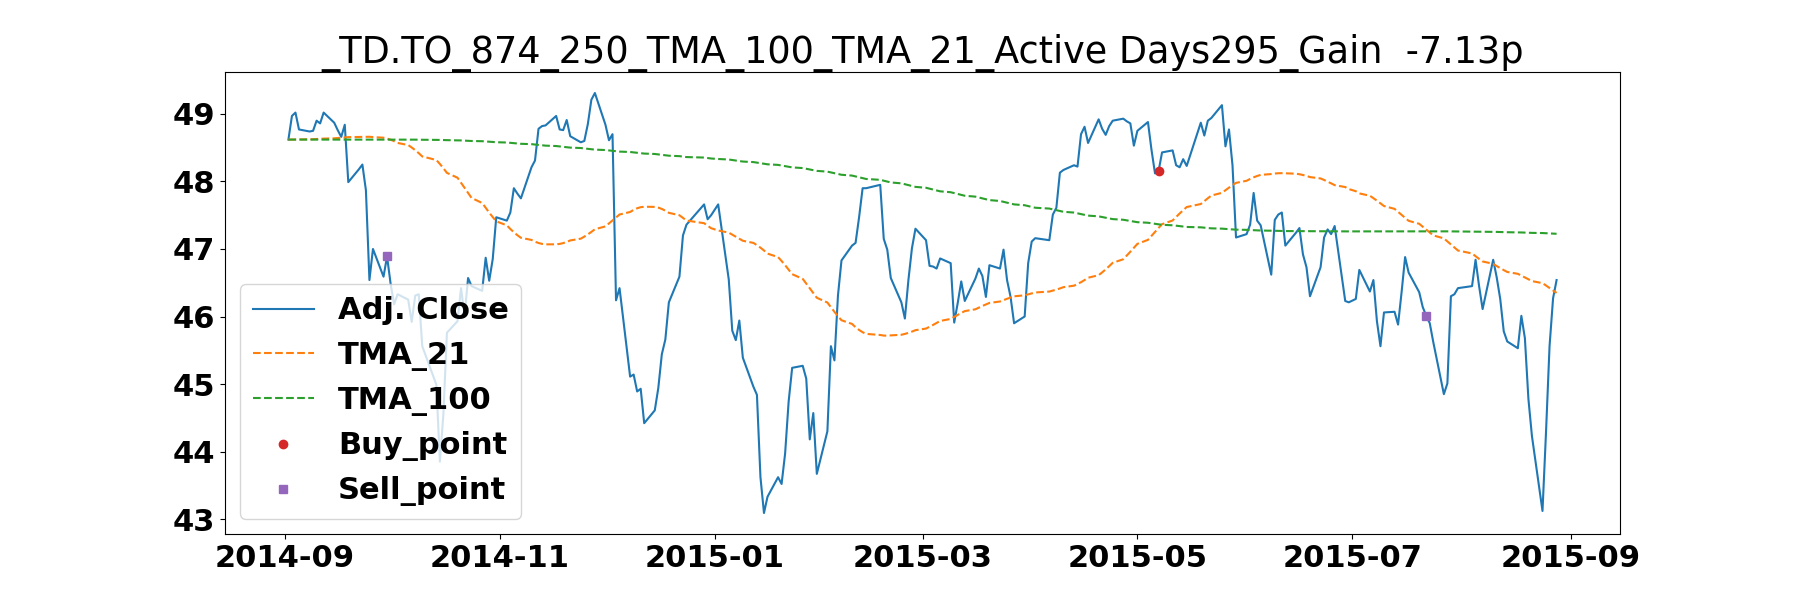 _TD.TO_874_250_TMA_100_TMA_21_Active Days295_Gain  -7.13p
49
48
47
46
45
44
43
Adj. Close
TMA_21
TMA_100
Buy_point
Sell_point
2014-09 2014-11 2015-01 2015-03 2015-05 2015-07 2015-09